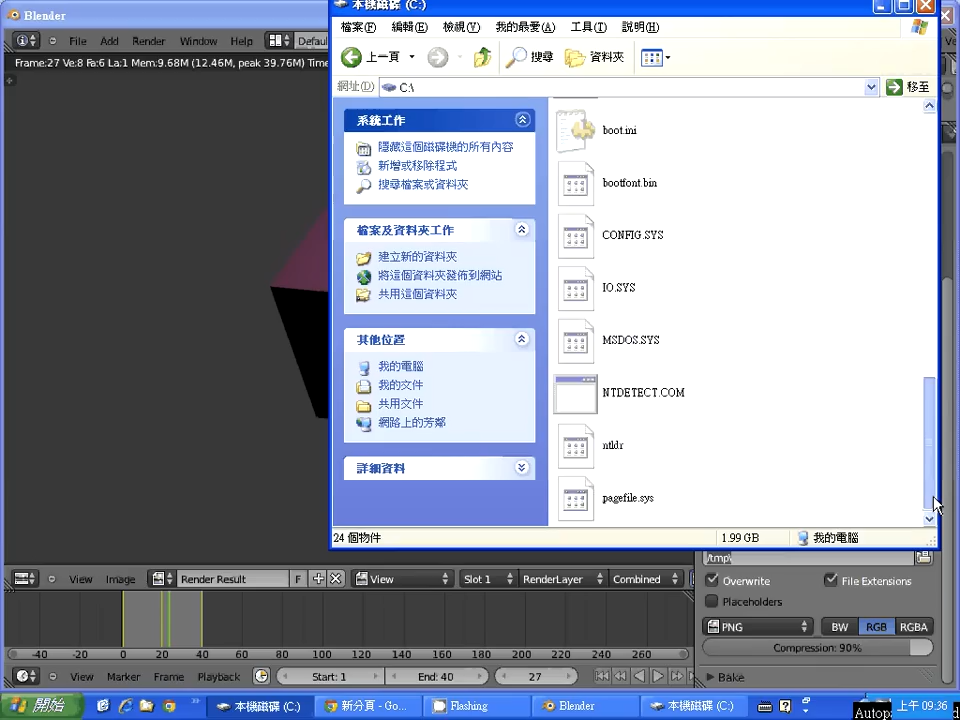 Blender
本機磁碟 (C:)
File Add Render Window Help Defau
檔案(F) 編輯(E) 檢視(V) 我的最愛(A) 工具(T) 說明(H)
Frame:27 Ve:8 Fa:6 La:1 Mem:9.68M (12.46M, peak 39.76M) Time
上一頁 搜尋 資料夾
網址(D) C:\ 移至
系統工作
隱藏這個磁碟機的所有內容
新增或移除程式
搜尋檔案或資料夾
檔案及資料夾工作
建立新的資料夾
將這個資料夾發佈到網站
共用這個資料夾
其他位置
我的電腦
我的文件
共用文件
網路上的芳鄰
詳細資料
boot.ini
bootfont.bin
CONFIG.SYS
IO.SYS
MSDOS.SYS
NTDETECT.COM
ntldr
pagefile.sys
24 個物件 1.99 GB 我的電腦
/tmp\
Overwrite File Extensions
Placeholders
PNG BW RGB RGBA
Compression: 90%
Bake
View Image Render Result F View Slot 1 RenderLayer Combined
-40 -20 0 20 40 60 80 100 120 140 160 180 200 220 240 260
View Marker Frame Playback Start: 1 End: 40 27
開始 本機磁碟 (C:) 新分頁 - Go... Flashing Blender 本機磁碟 (C:) 上午 09:36